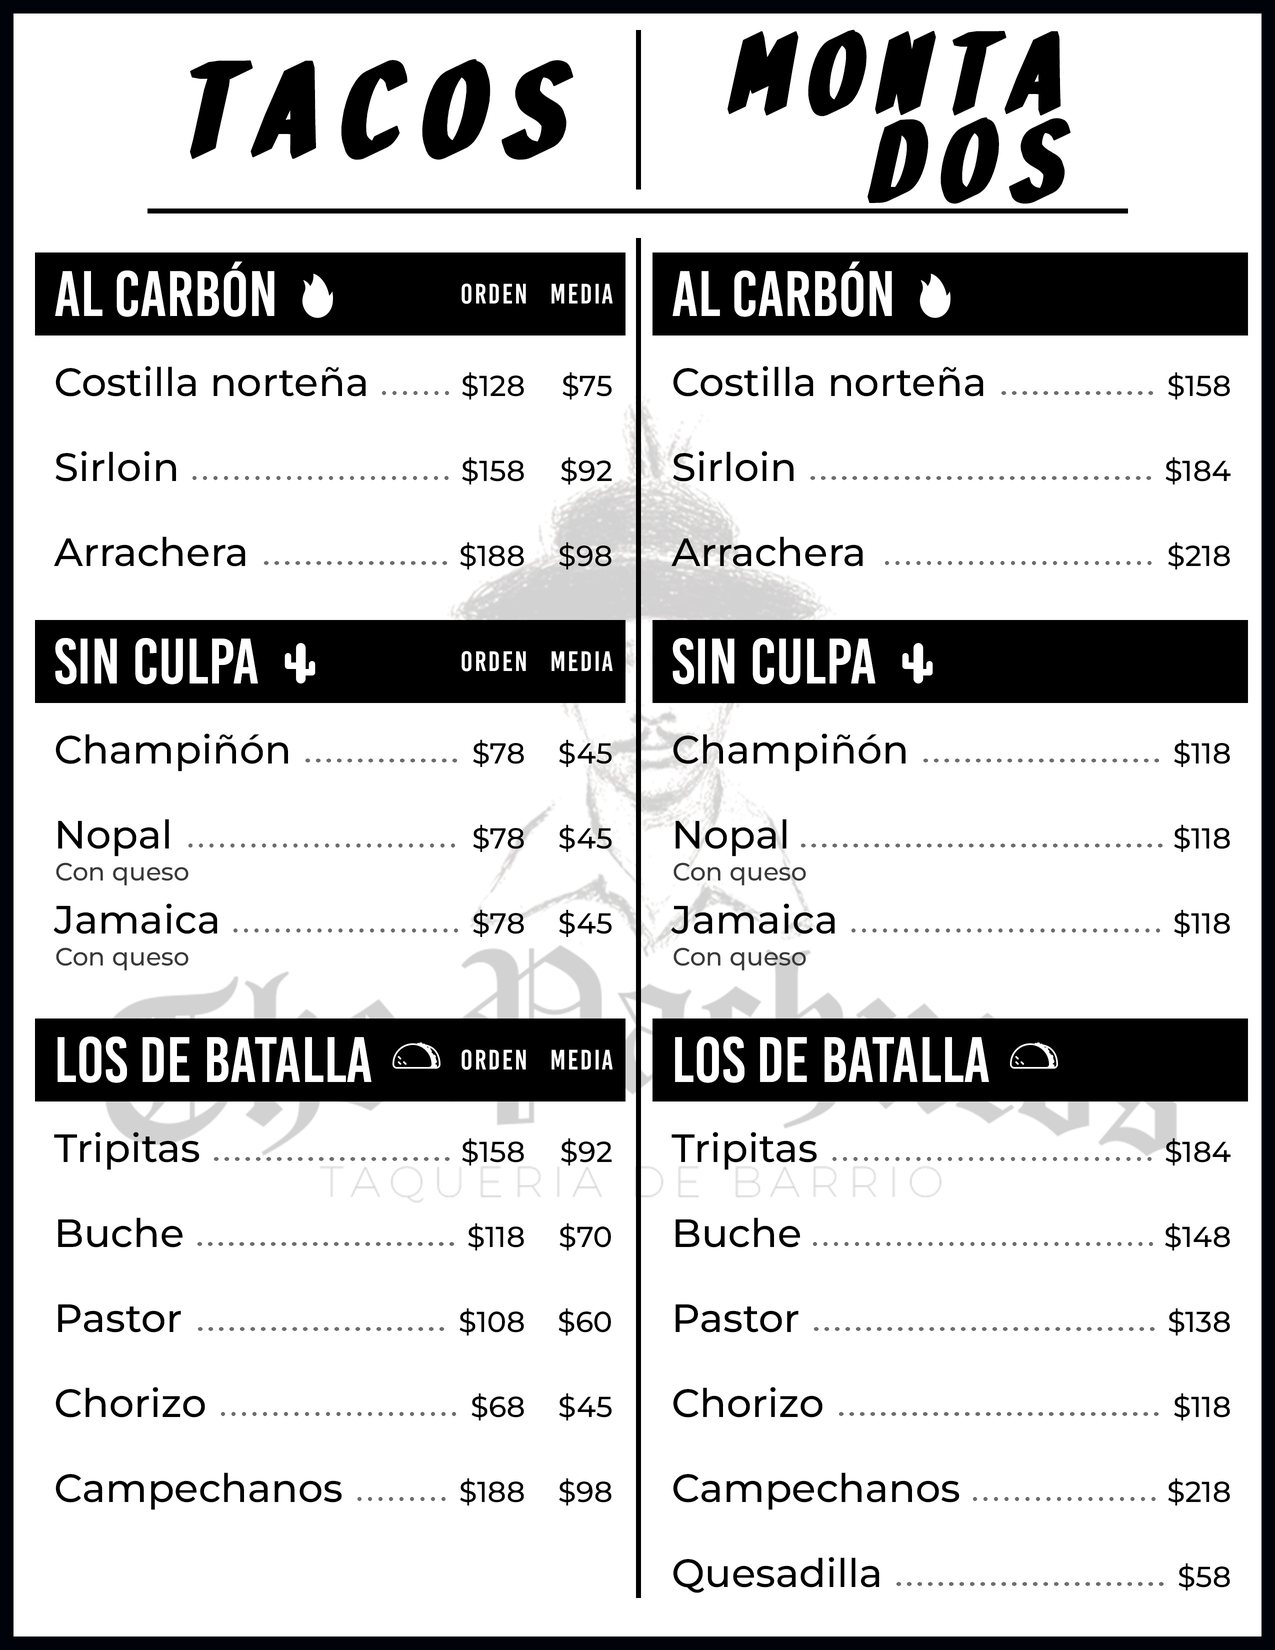 TACOS
MONTA
DOS
AL CARBÓN ORDEN MEDIA
Costilla norteña ....... $128 $75
Sirloin ......................... $158 $92
Arrachera .................. $188 $98
SIN CULPA ORDEN MEDIA
Champiñón ............... $78 $45
Nopal .......................... $78 $45
Con queso
Jamaica ...................... $78 $45
Con queso
LOS DE BATALLA ORDEN MEDIA
Tripitas ....................... $158 $92
Buche ......................... $118 $70
Pastor ........................ $108 $60
Chorizo ....................... $68 $45
Campechanos ......... $188 $98
AL CARBÓN
Costilla norteña ............... $158
Sirloin ................................. $184
Arrachera .......................... $218
SIN CULPA
Champiñón ....................... $118
Nopal ................................... $118
Con queso
Jamaica .............................. $118
Con queso
LOS DE BATALLA
Tripitas ............................... $184
Buche ................................. $148
Pastor ................................. $138
Chorizo ............................... $118
Campechanos .................. $218
Quesadilla .......................... $58
The Pachucos
TAQUERIA DE BARRIO